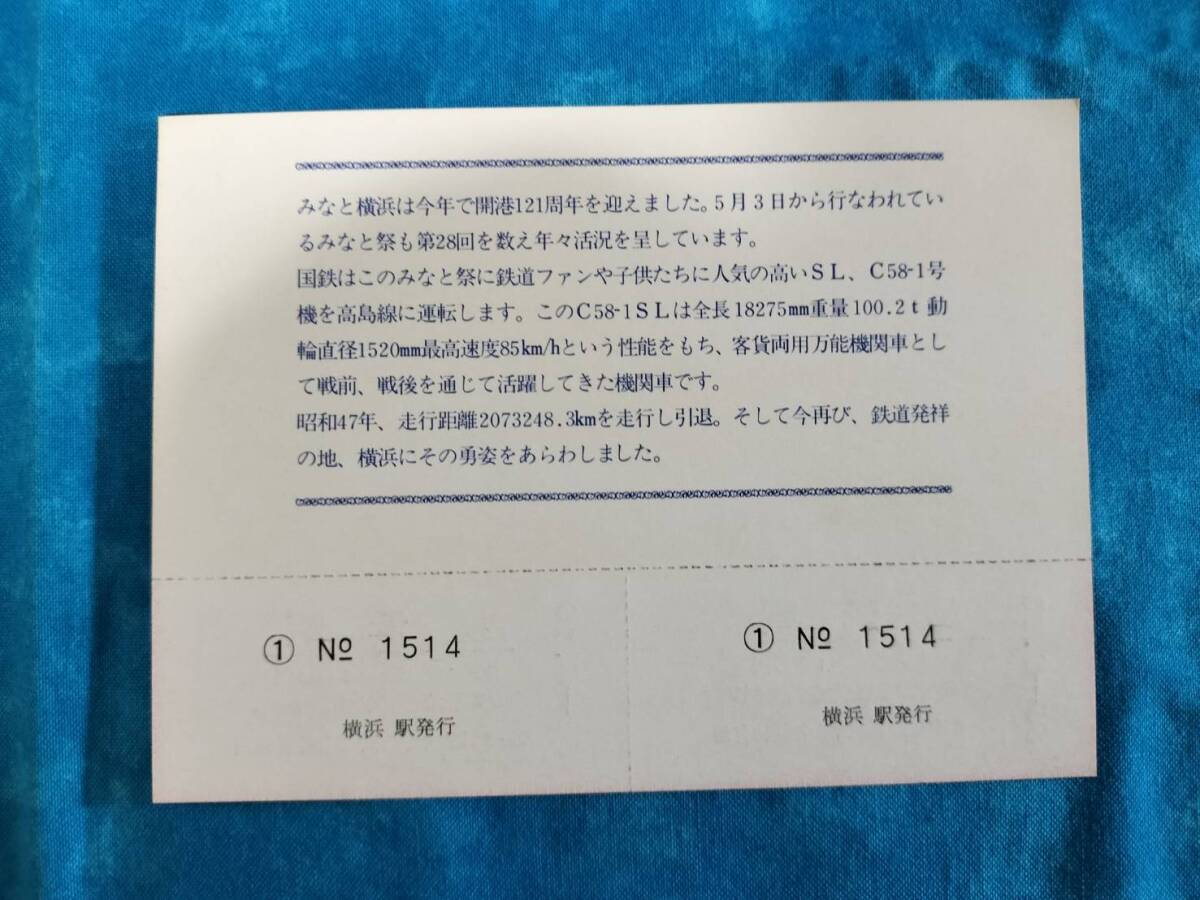 みなと横浜は今年で開港121周年を迎えました。5月3日から行なわれてい
るみなと祭も第28回を数え年々活況を呈しています。
国鉄はこのみなと祭に鉄道ファンや子供たちに人気の高いSL、C58-1号
機を高島線に運転します。このC58-1SLは全長18275mm重量100.2t動
輪直径1520mm最高速度85km/hという性能をもち、客貨両用万能機関車とし
て戦前、戦後を通じて活躍してきた機関車です。
昭和47年、走行距離2073248.3kmを走行し引退。そして今再び、鉄道発祥
の地、横浜にその勇姿をあらわしました。
① № 1514
横浜 駅発行
① № 1514
横浜 駅発行